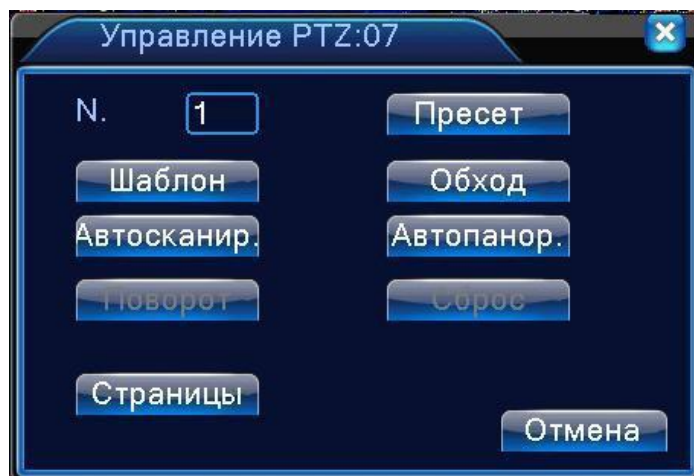 Управление PTZ:07
N. 1 Пресет
Шаблон Обход
Автосканир. Автопанор.
Поворот Сброс
Страницы
Отмена